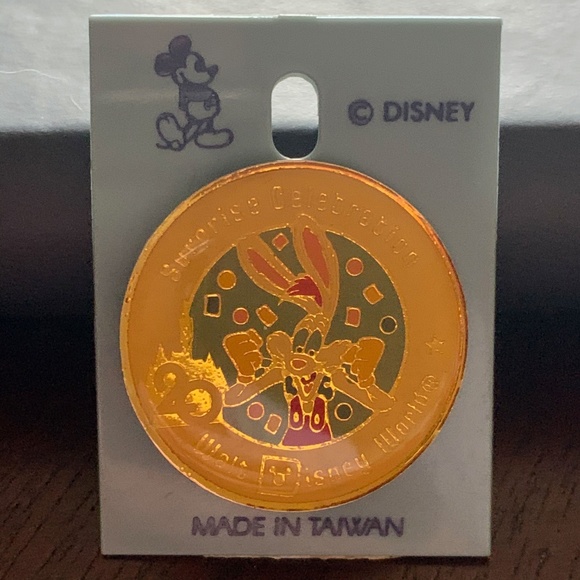 © DISNEY
Surprise Celebration
20
Walt Disney World®
MADE IN TAIWAN